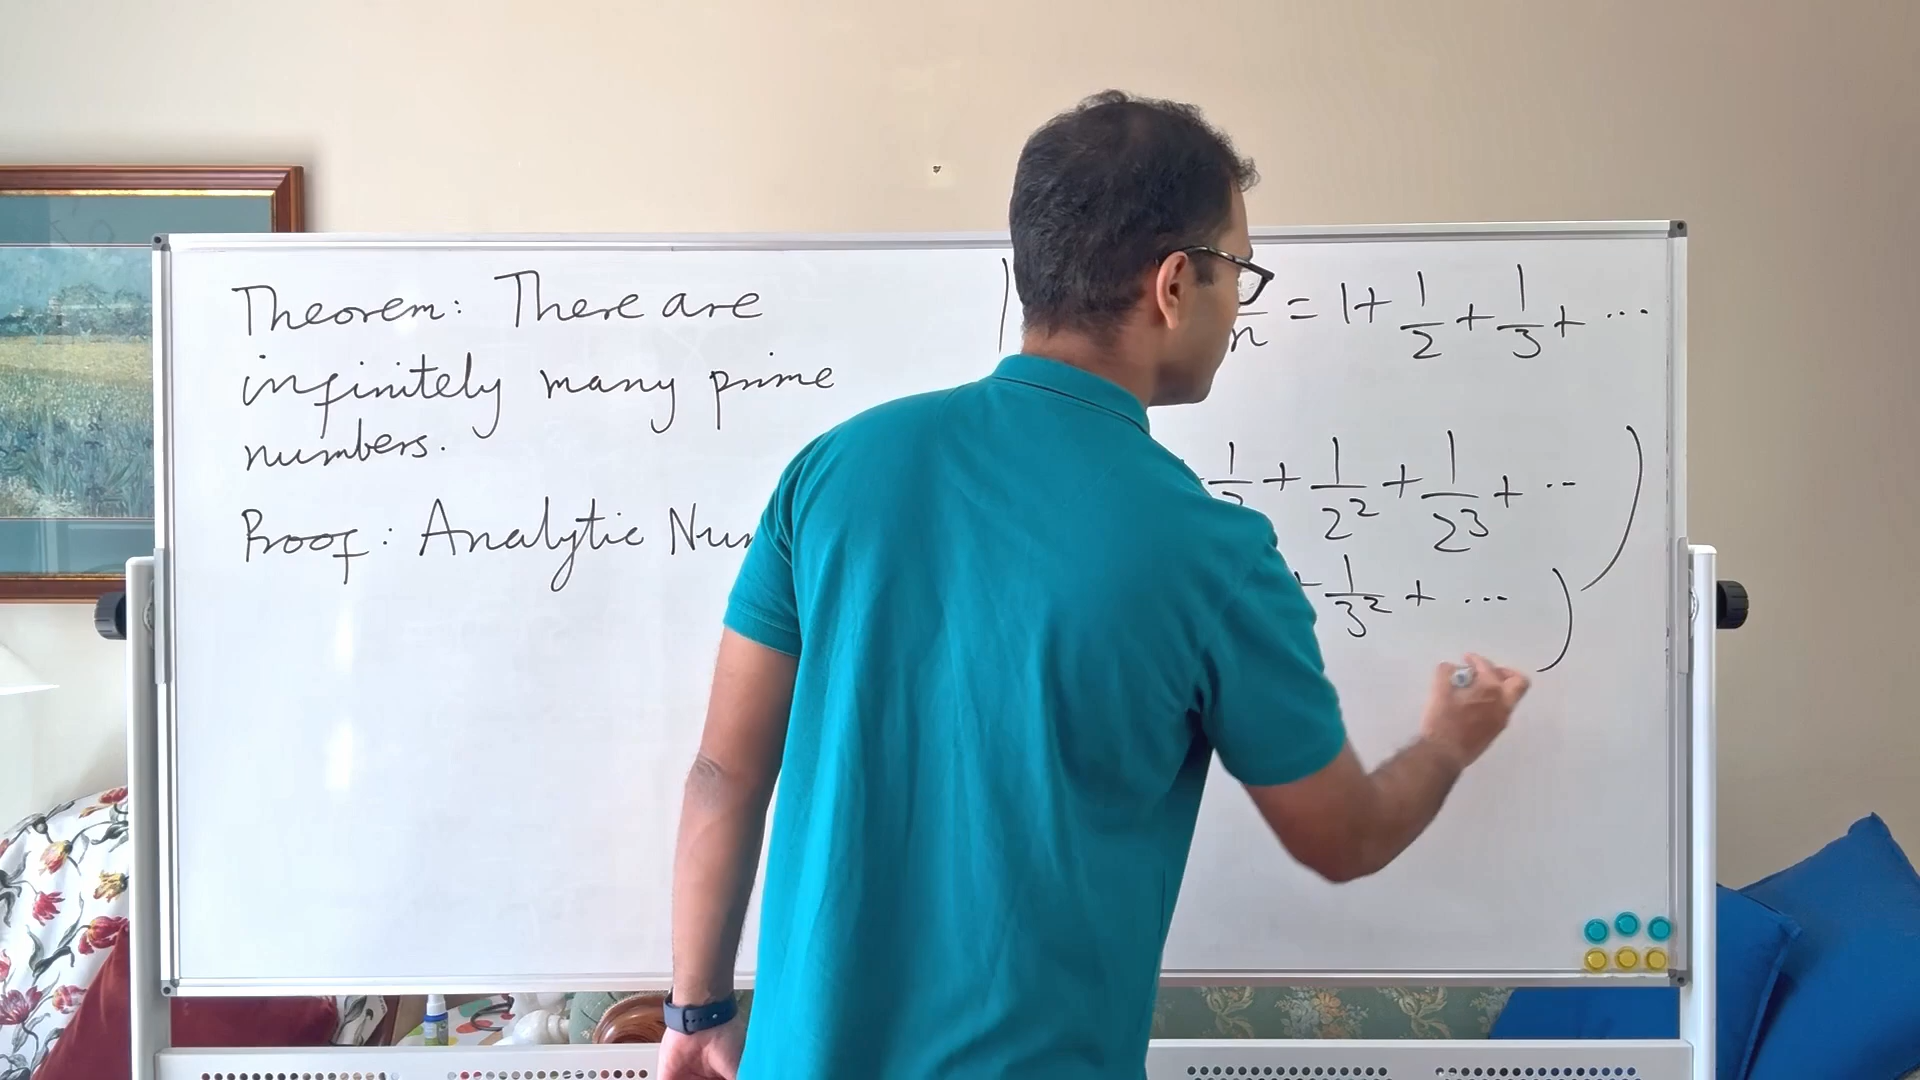 Theorem: There are
infinitely many prime
numbers.
Proof: Analytic
n = 1 + 1/2 + 1/3 + ...
1/2 + 1/2² + 1/2³ + ... )
+ 1/3² + ... )